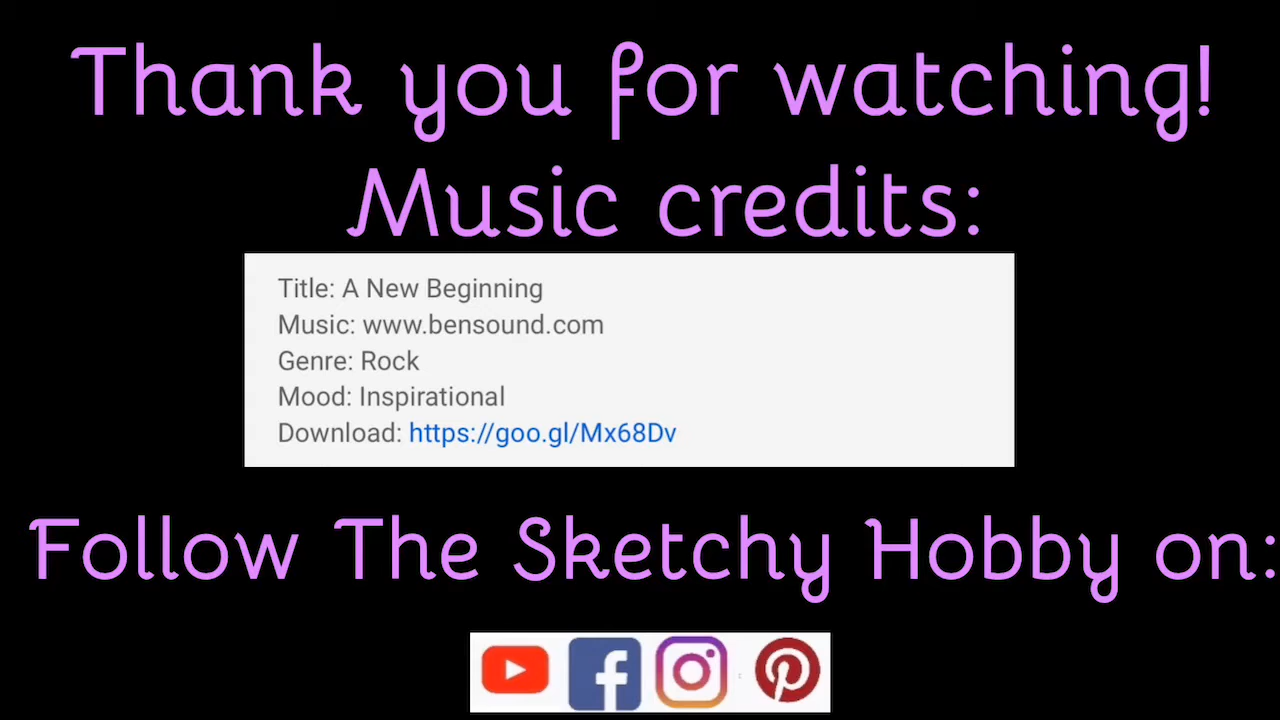 Thank you for watching!
Music credits:
Title: A New Beginning
Music: www.bensound.com
Genre: Rock
Mood: Inspirational
Download: https://goo.gl/Mx68Dv
Follow The Sketchy Hobby on: